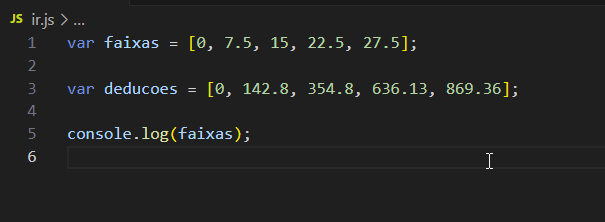 JS ir.js > ...
1 var faixas = [0, 7.5, 15, 22.5, 27.5];
2
3 var deducoes = [0, 142.8, 354.8, 636.13, 869.36];
4
5 console.log(faixas);
6